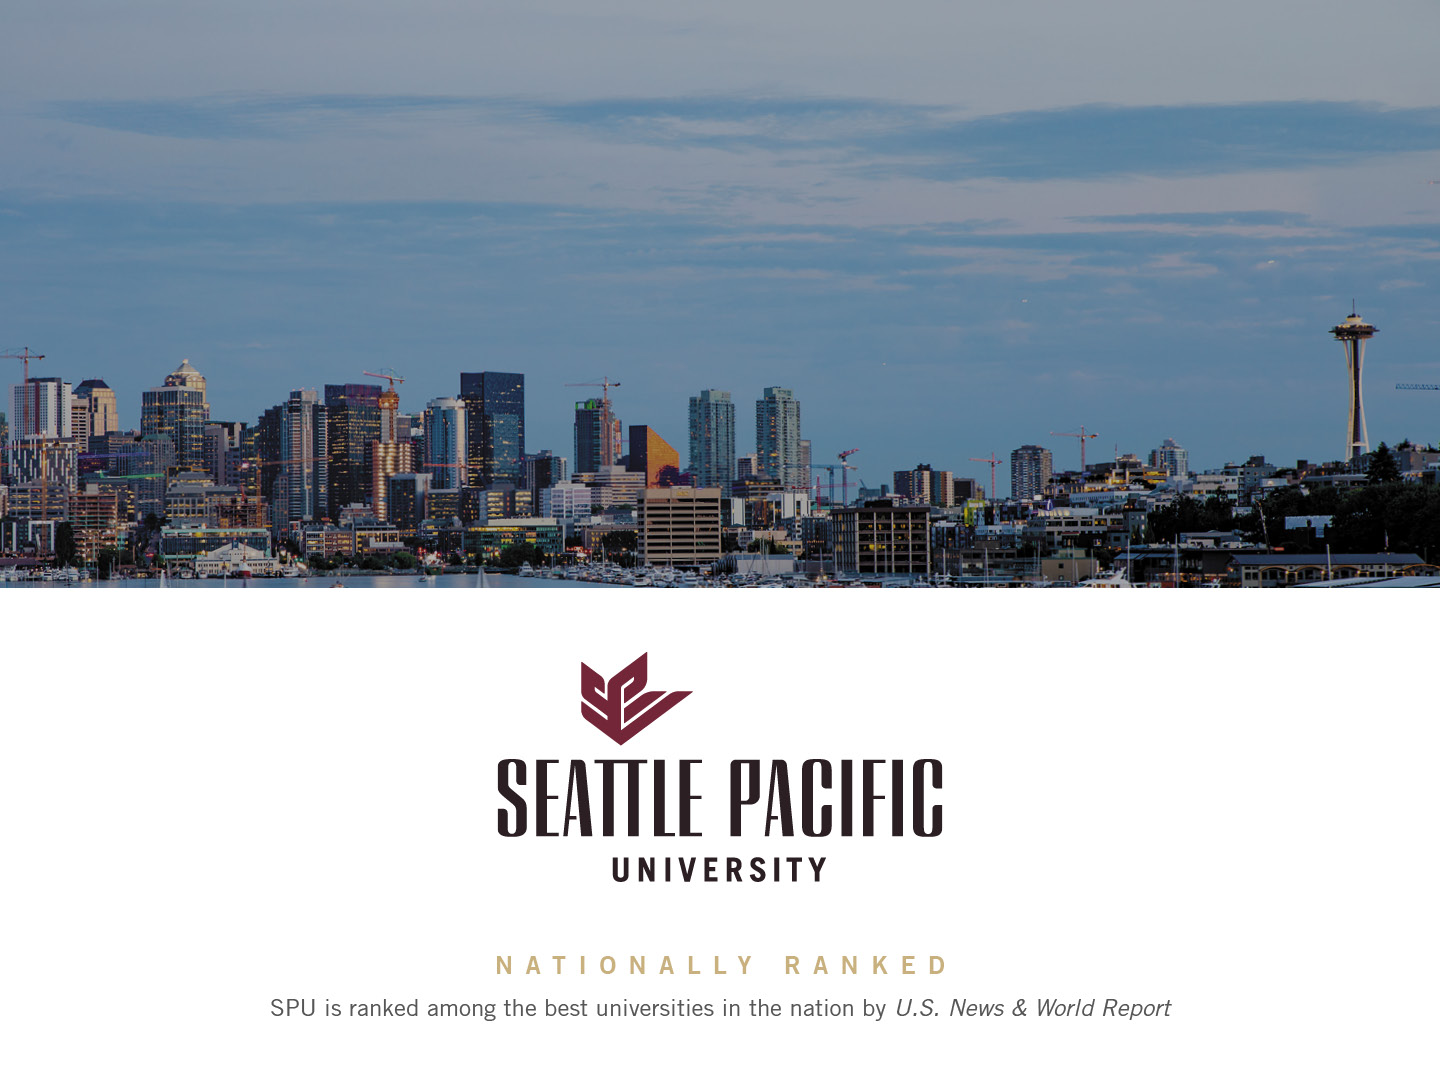 SEATTLE PACIFIC
UNIVERSITY
NATIONALLY RANKED
SPU is ranked among the best universities in the nation by U.S. News & World Report